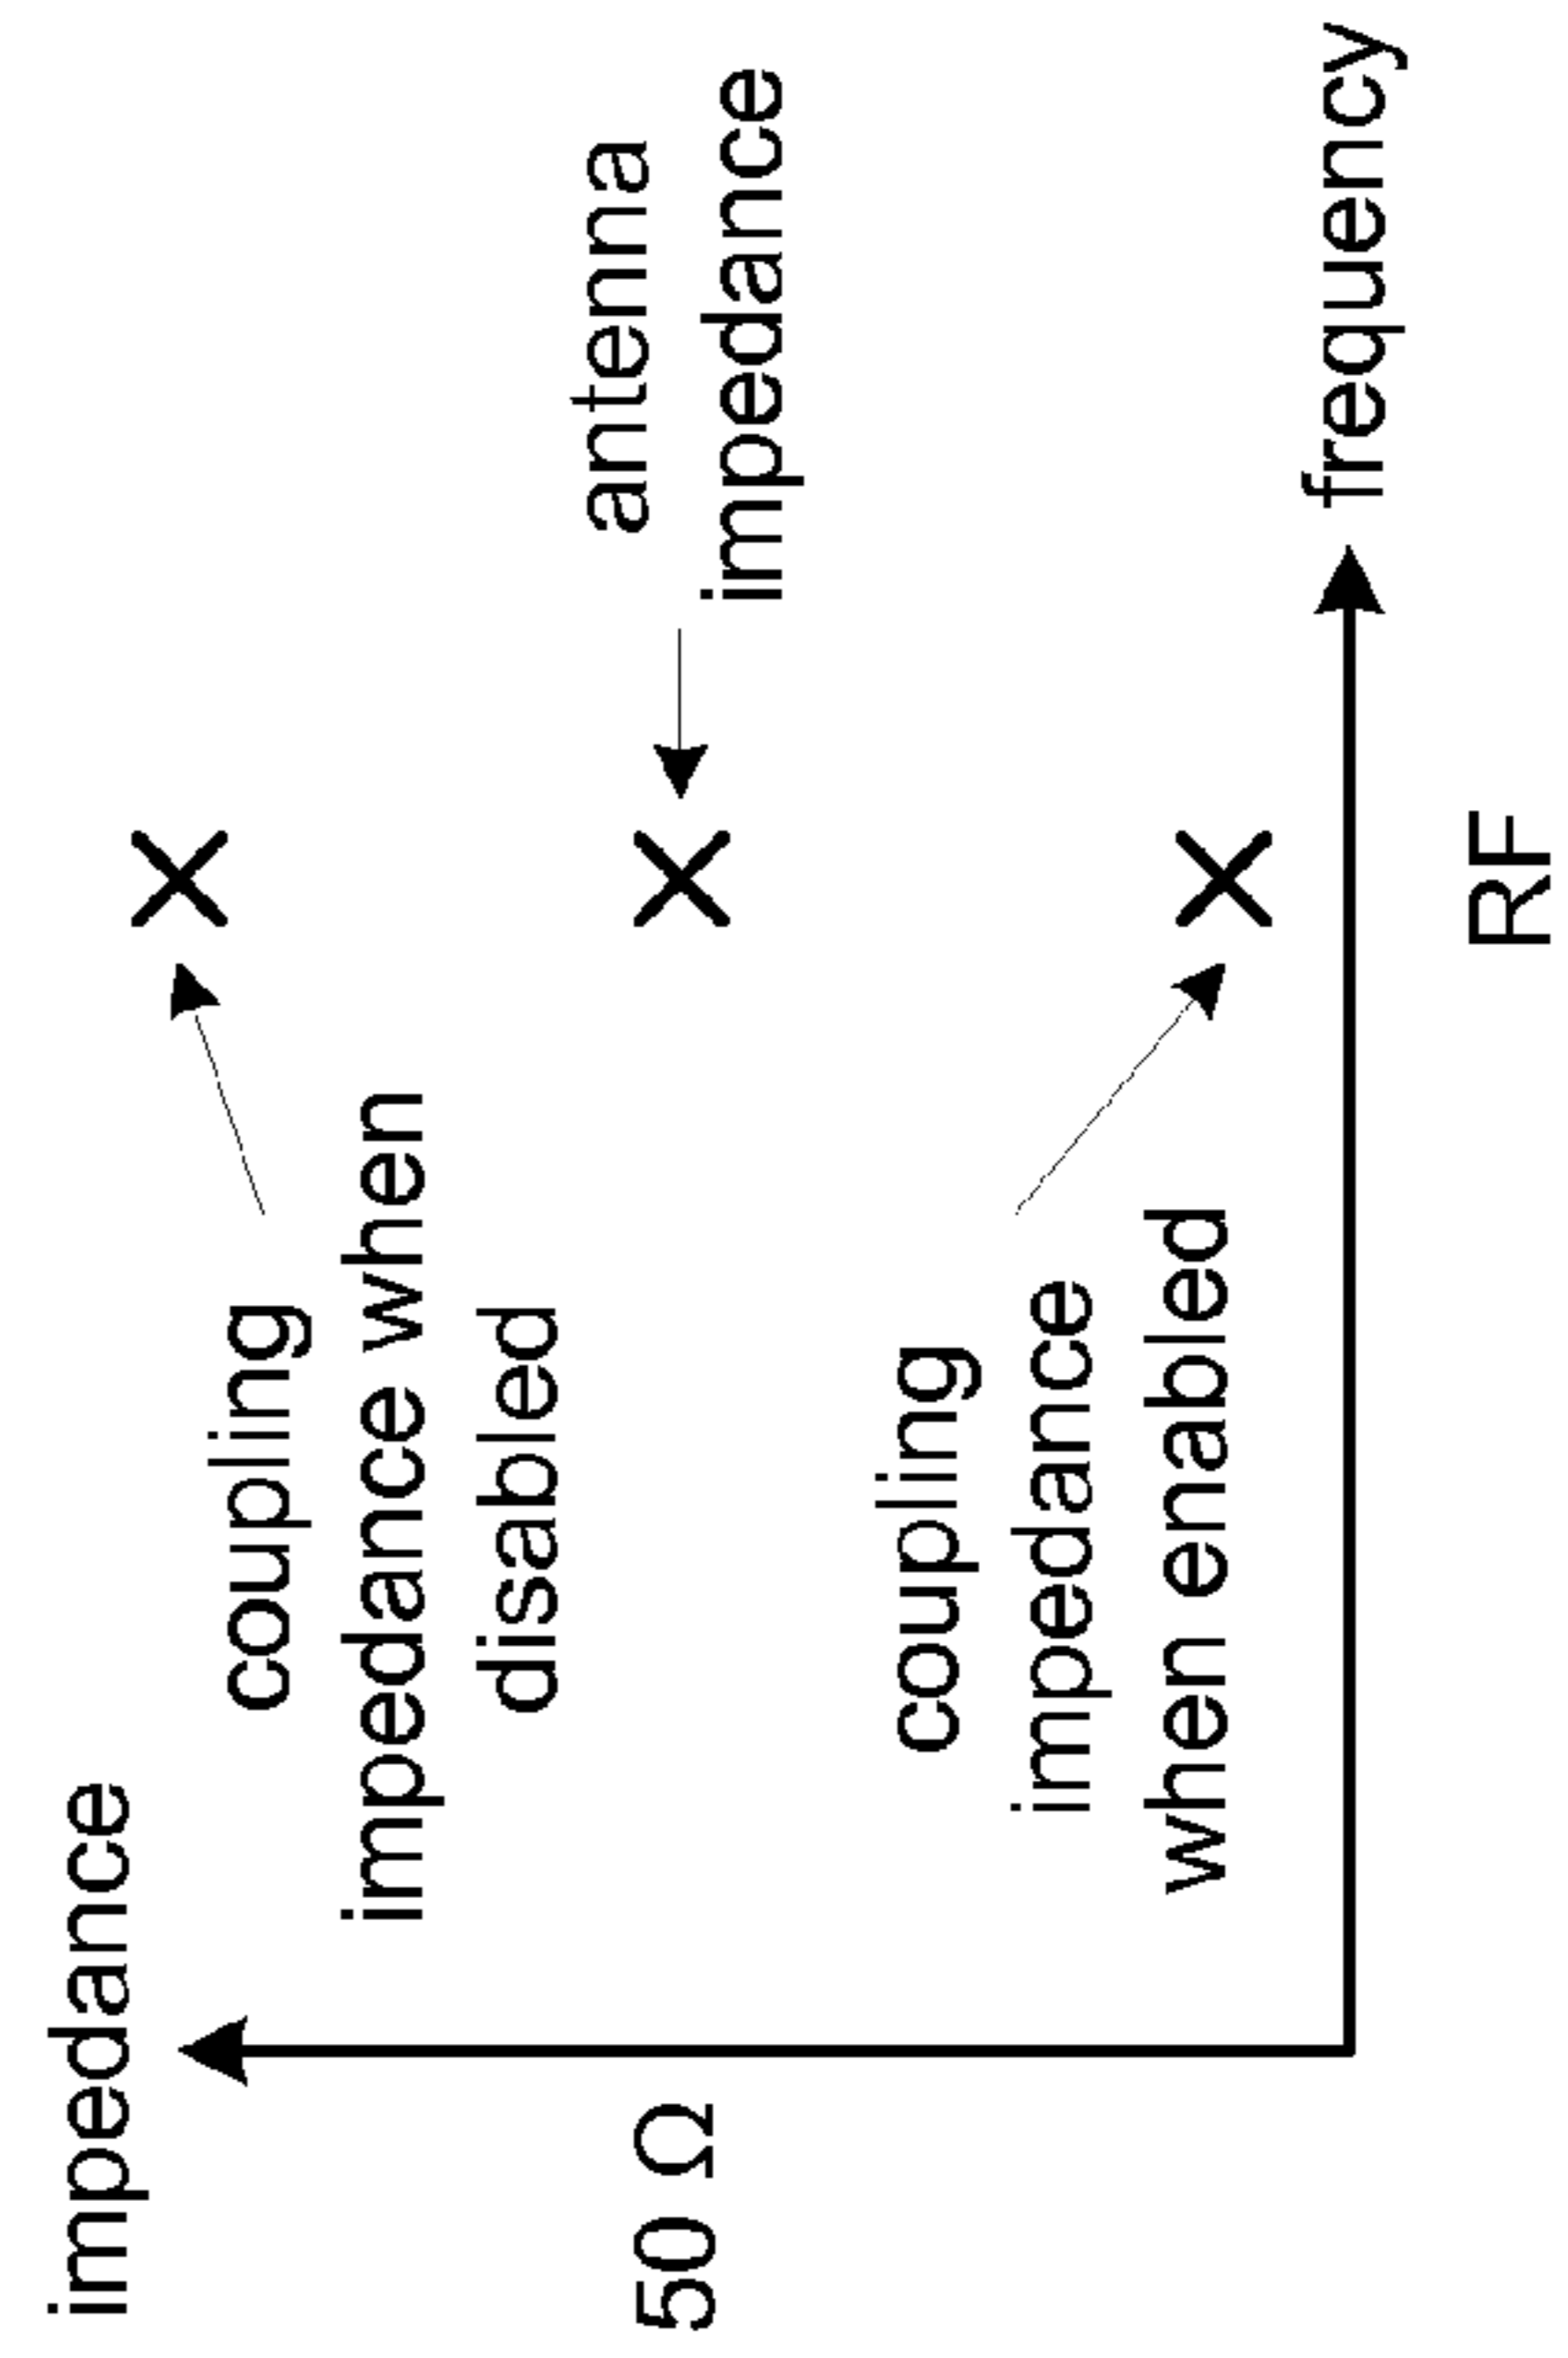 impedance
coupling
impedance when
disabled
antenna
impedance
50 Ω
coupling
impedance
when enabled
frequency
RF